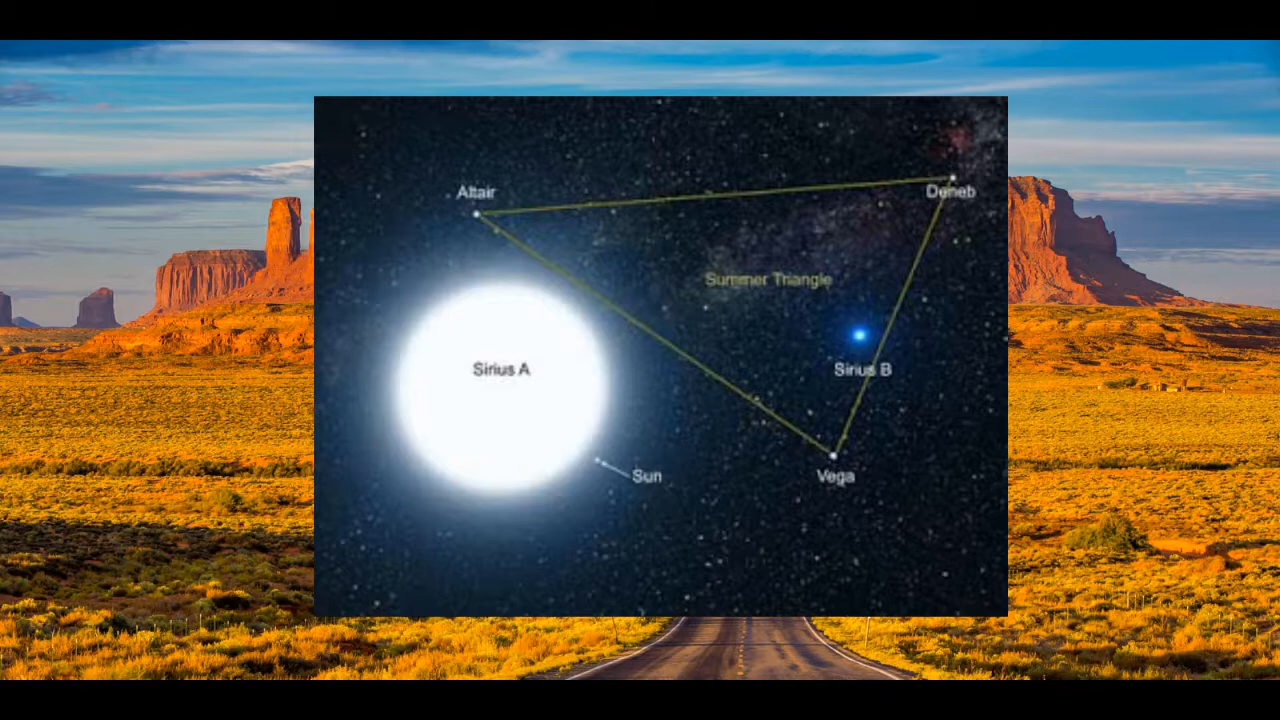 Altair
Deneb
Summer Triangle
Sirius A
Sirius B
Sun
Vega